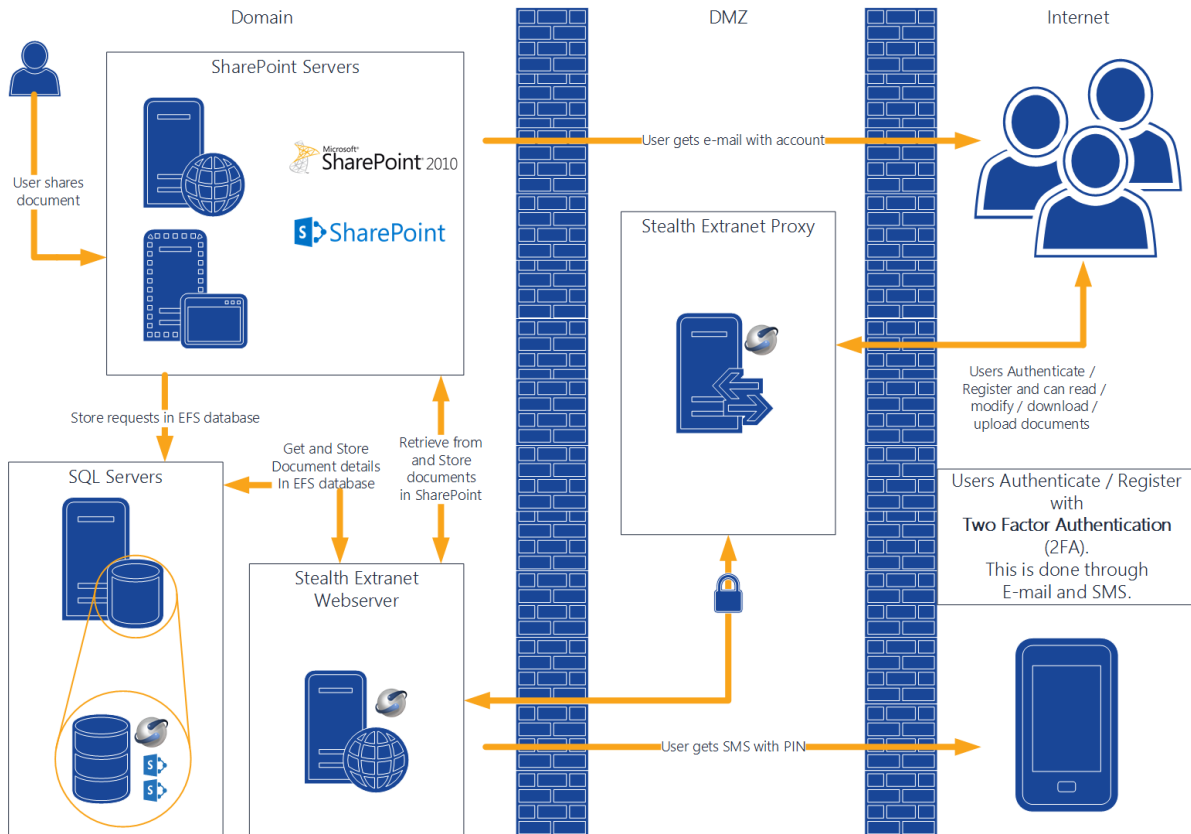 Domain
DMZ
Internet
SharePoint Servers
Microsoft®
SharePoint 2010
S
SharePoint
User shares
document
User gets e-mail with account
Stealth Extranet Proxy
Users Authenticate /
Register and can read /
modify / download /
upload documents
Store requests in EFS database
Get and Store
Document details
In EFS database
Retrieve from
and Store
documents
in SharePoint
SQL Servers
S
S
Stealth Extranet
Webserver
Users Authenticate / Register
with
Two Factor Authentication
(2FA).
This is done through
E-mail and SMS.
User gets SMS with PIN